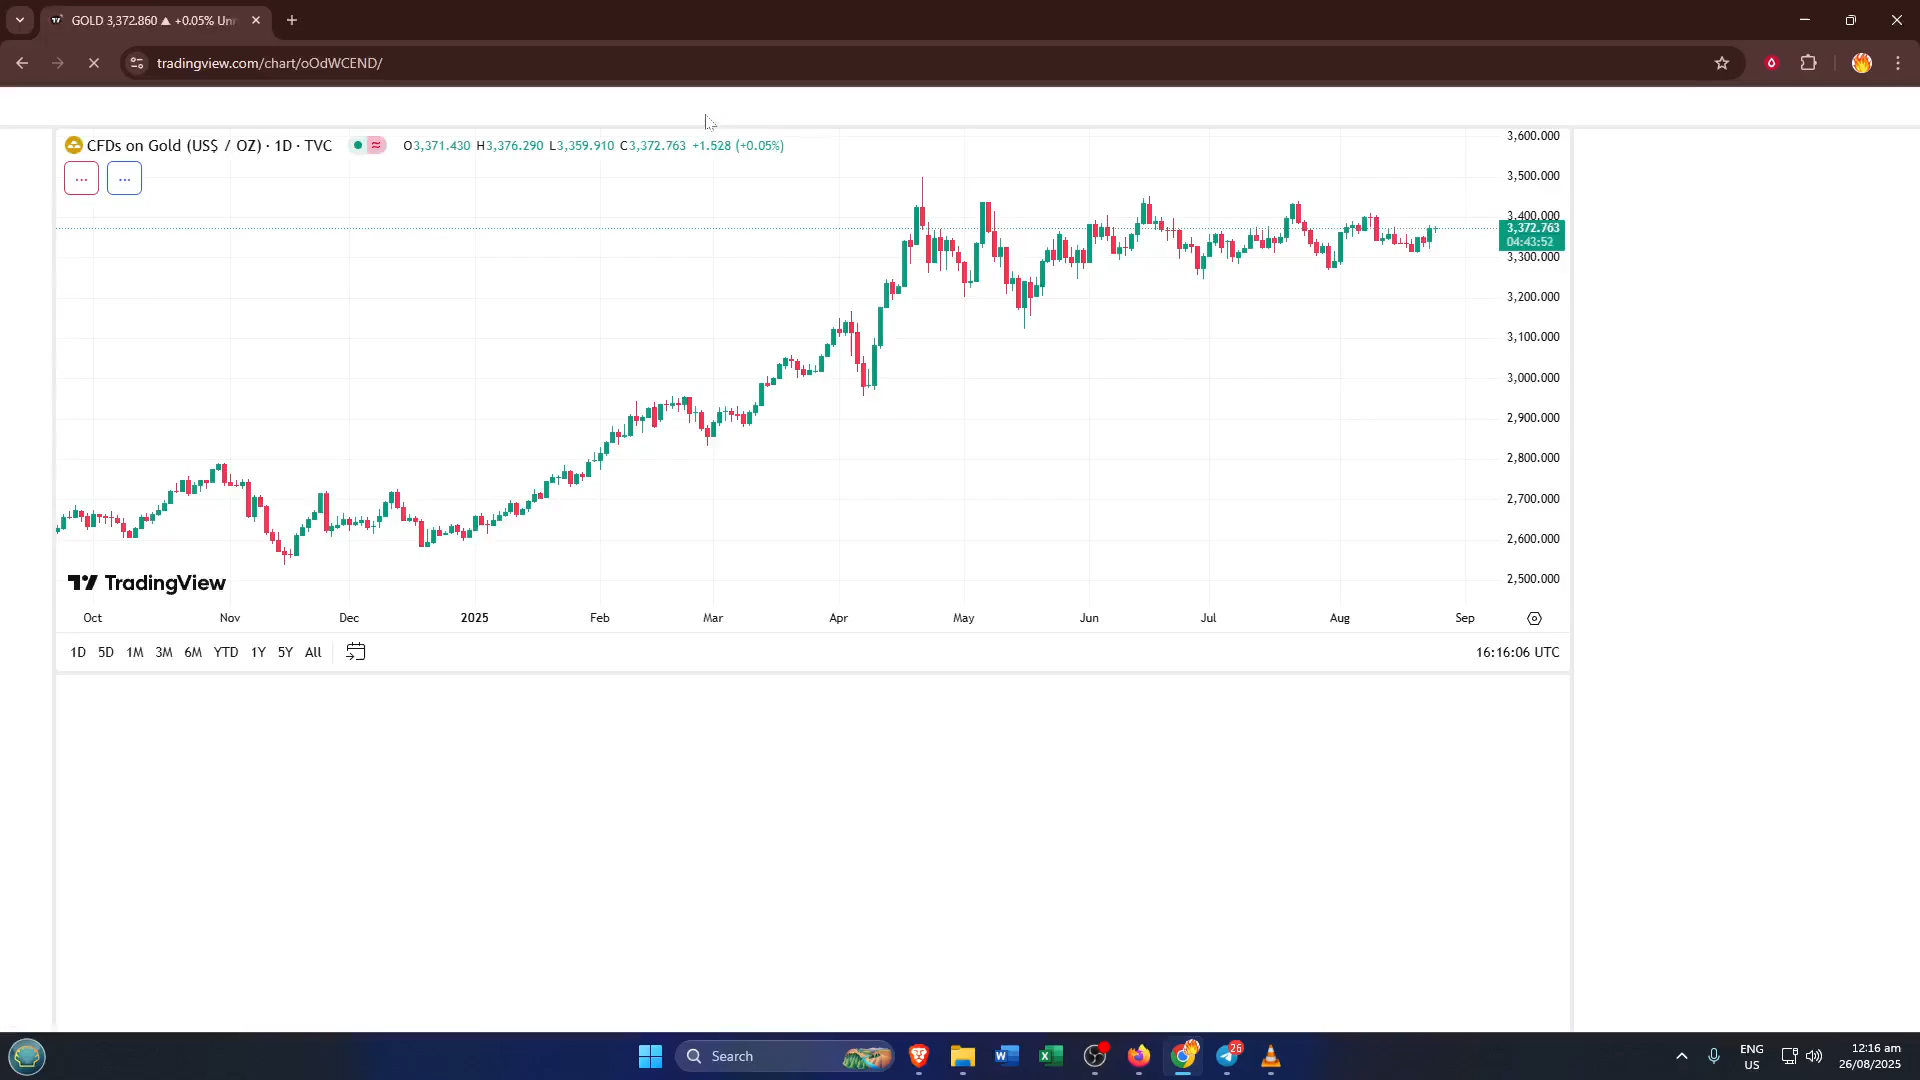 GOLD 3,372.860 ▲ +0.05% Un
tradingview.com/chart/oOdWCEND/
CFDs on Gold (US$ / OZ) · 1D · TVC
O3,371.430 H3,376.290 L3,359.910 C3,372.763 +1.528 (+0.05%)
3,600.000
3,500.000
3,400.000
3,372.763
04:43:52
3,300.000
3,200.000
3,100.000
3,000.000
2,900.000
2,800.000
2,700.000
2,600.000
2,500.000
TradingView
Oct Nov Dec 2025 Feb Mar Apr May Jun Jul Aug Sep
1D 5D 1M 3M 6M YTD 1Y 5Y All
16:16:06 UTC
Search
26
ENG
US
12:16 am
26/08/2025